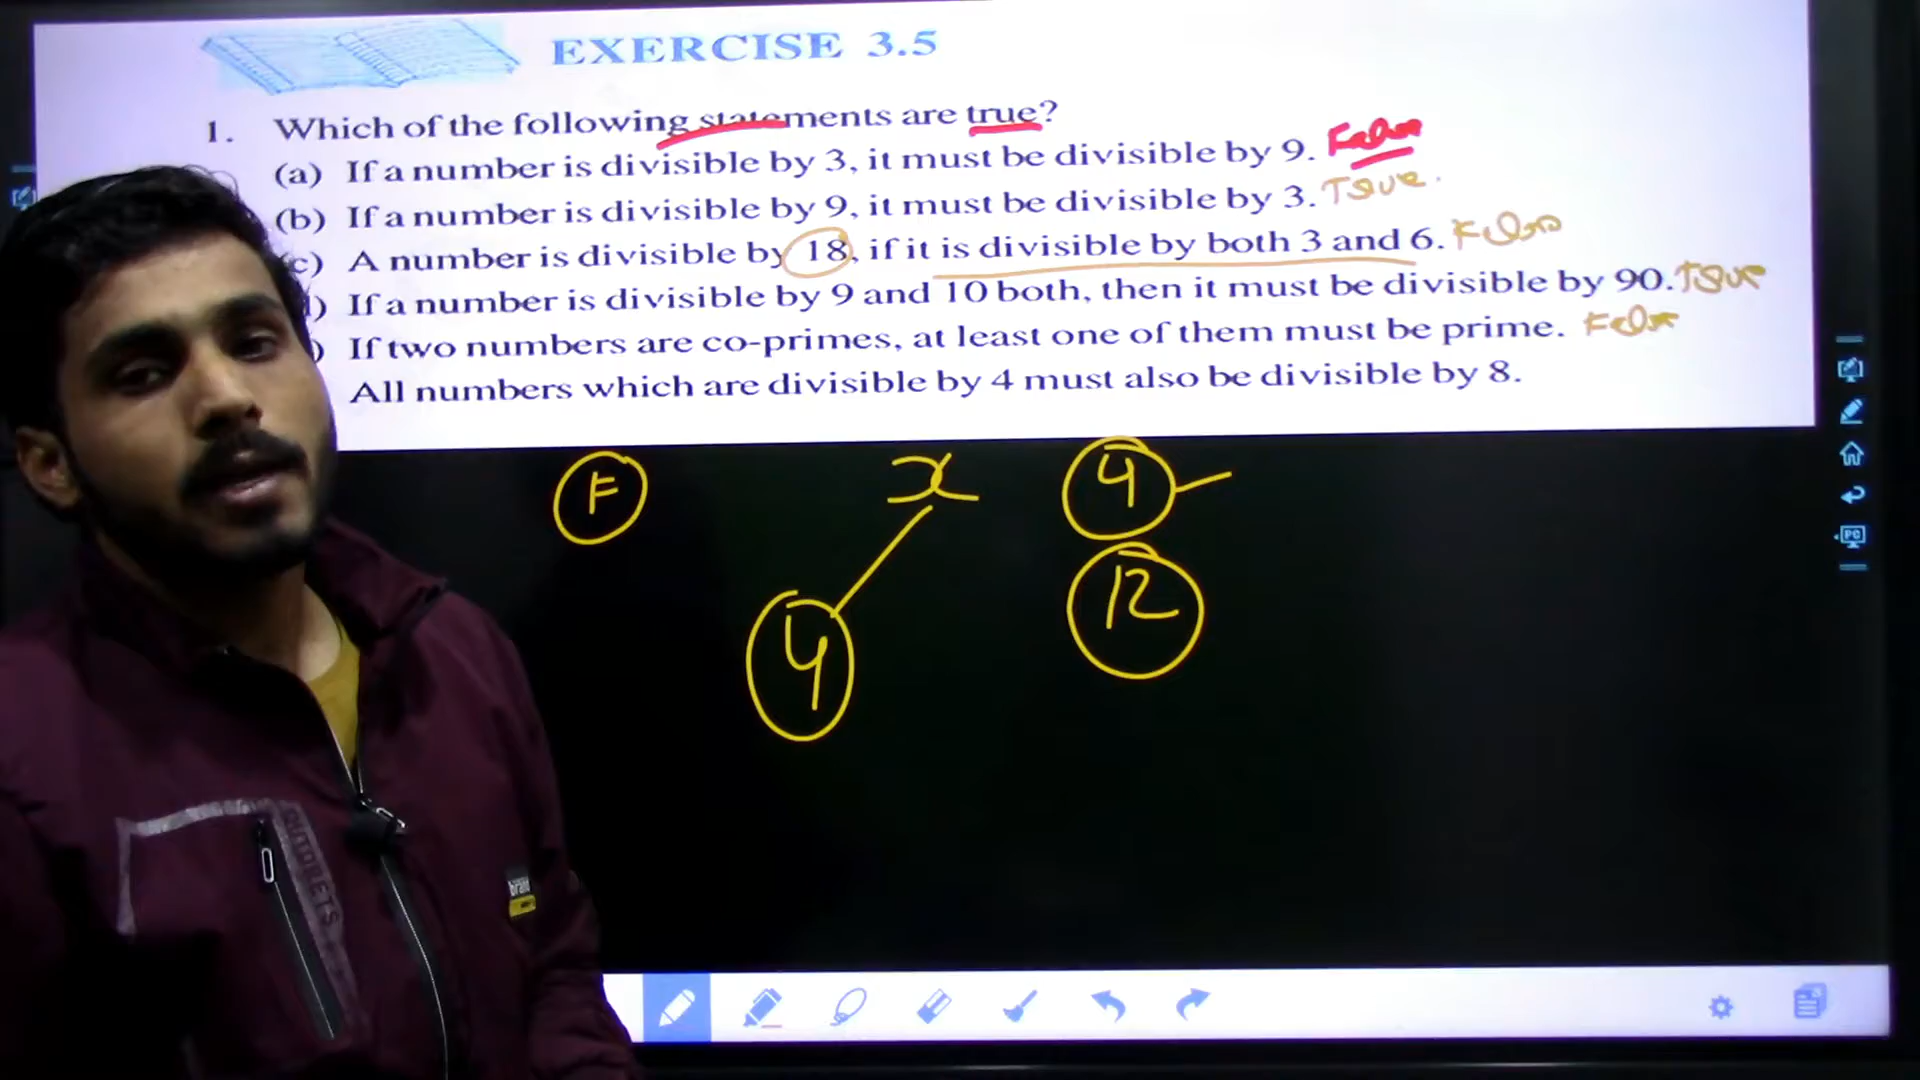 EXERCISE 3.5
1. Which of the following statements are true?
(a) If a number is divisible by 3, it must be divisible by 9. False
(b) If a number is divisible by 9, it must be divisible by 3. True.
c) A number is divisible by 18, if it is divisible by both 3 and 6. False
) If a number is divisible by 9 and 10 both, then it must be divisible by 90. True
) If two numbers are co-primes, at least one of them must be prime. False
All numbers which are divisible by 4 must also be divisible by 8.
F x 4
12
4
OUTORETS
brand
PC